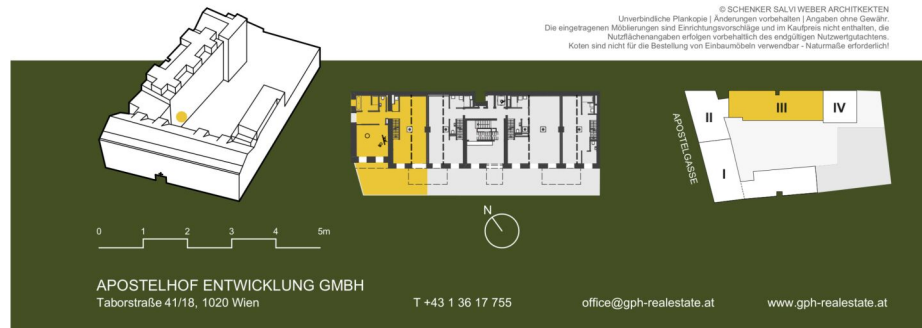 © SCHENKER SALVI WEBER ARCHITKEKTEN
Unverbindliche Plankopie | Änderungen vorbehalten | Angaben ohne Gewähr.
Die eingetragenen Möblierungen sind Einrichtungsvorschläge und im Kaufpreis nicht enthalten, die
Nutzflächenangaben erfolgen vorbehaltlich des endgültigen Nutzwertgutachtens.
Koten sind nicht für die Bestellung von Einbaumöbeln verwendbar - Naturmaße erforderlich!
II
III
IV
APOSTELGASSE
I
N
0 1 2 3 4 5m
APOSTELHOF ENTWICKLUNG GMBH
Taborstraße 41/18, 1020 Wien
T +43 1 36 17 755
office@gph-realestate.at
www.gph-realestate.at